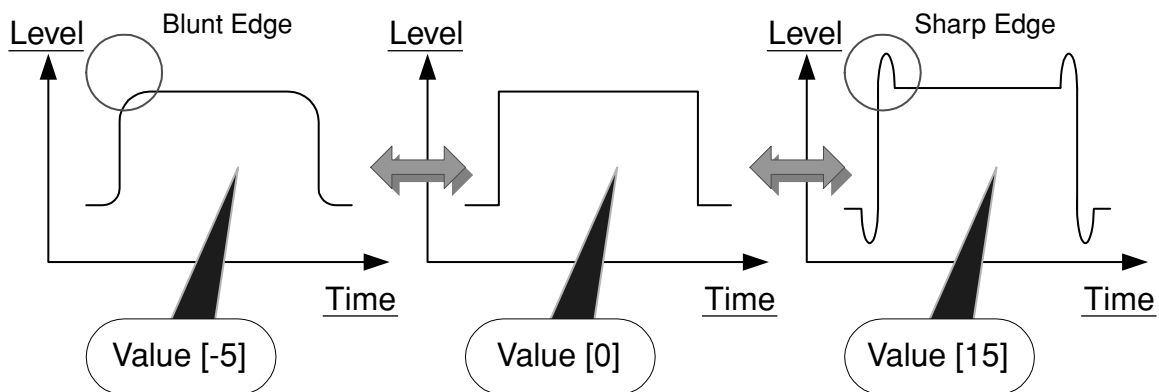 Blunt Edge
Sharp Edge
Level
Level
Level
Time
Time
Time
Value [-5]
Value [0]
Value [15]